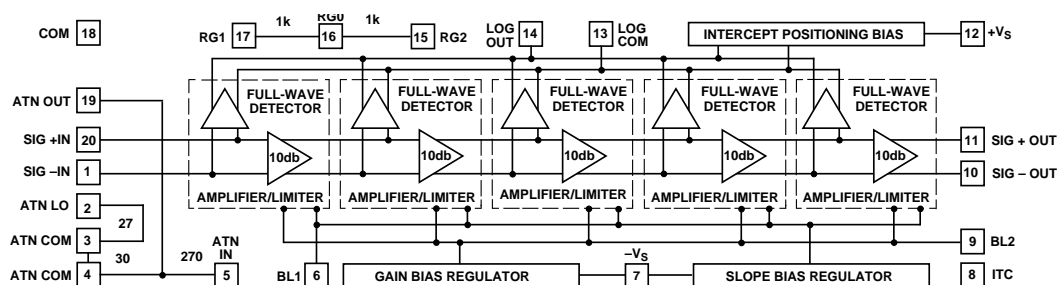 1k RG0 1k
COM 18
RG1 17 16 15 RG2
LOG OUT 14
13 LOG COM
INTERCEPT POSITIONING BIAS
12 +VS
FULL-WAVE DETECTOR
FULL-WAVE DETECTOR
FULL-WAVE DETECTOR
FULL-WAVE DETECTOR
FULL-WAVE DETECTOR
ATN OUT 19
SIG +IN 20
SIG –IN 1
10db
10db
10db
10db
10db
11 SIG + OUT
10 SIG – OUT
AMPLIFIER/LIMITER
AMPLIFIER/LIMITER
AMPLIFIER/LIMITER
AMPLIFIER/LIMITER
AMPLIFIER/LIMITER
ATN LO 2
27
ATN COM 3
30
ATN COM 4
270
ATN IN
5
BL1 6
GAIN BIAS REGULATOR
–VS
7
SLOPE BIAS REGULATOR
9 BL2
8 ITC